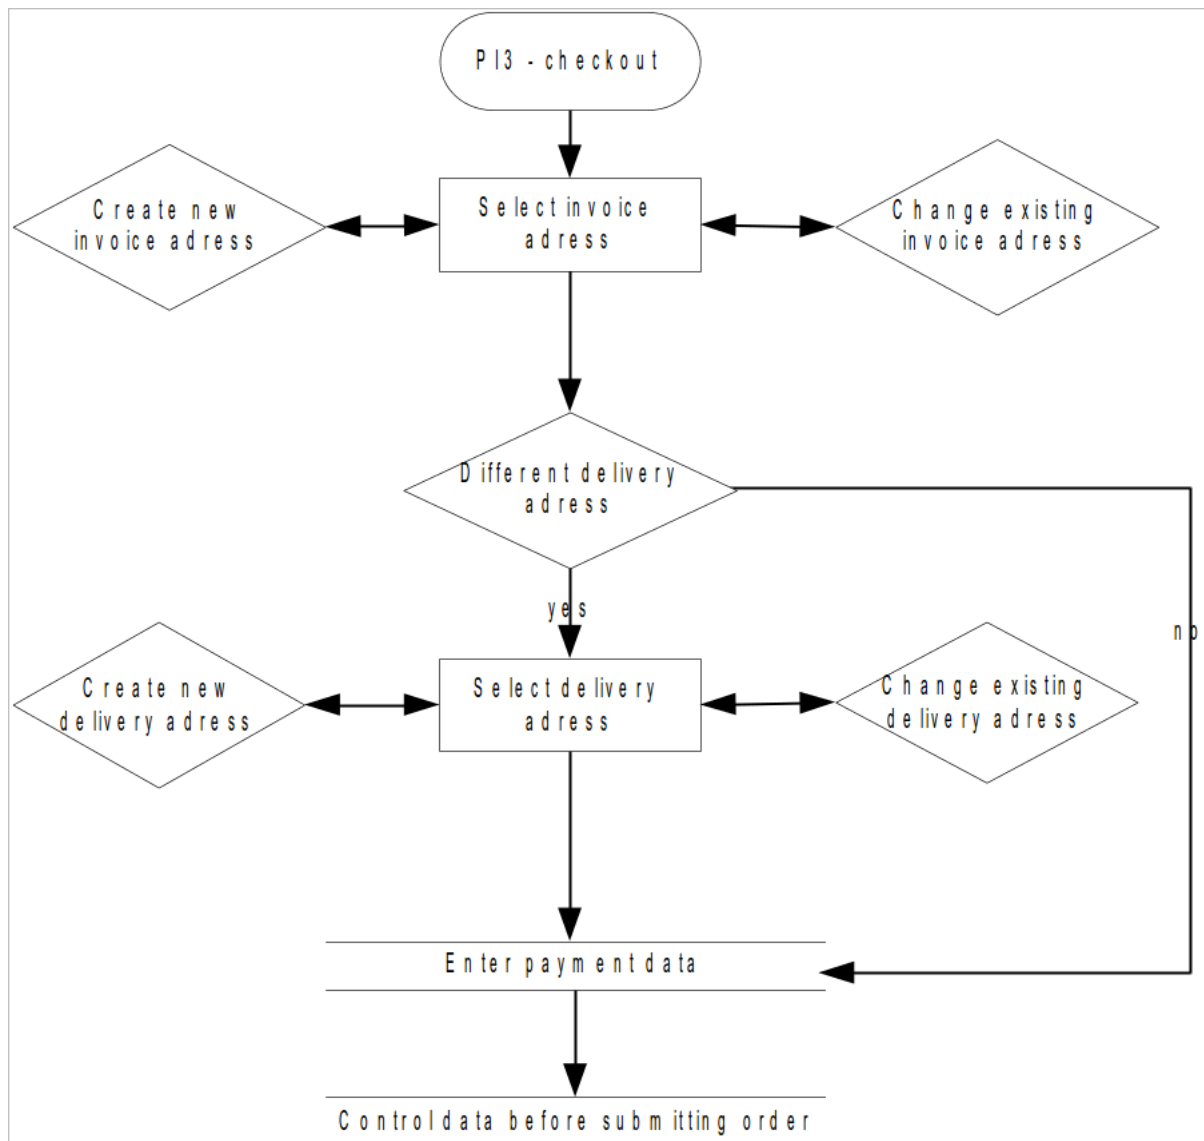 PI3 - checkout
Create new
invoice adress
Select invoice
adress
Change existing
invoice adress
Different delivery
adress
yes
no
Create new
delivery adress
Select delivery
adress
Change existing
delivery adress
Enter payment data
Control data before submitting order